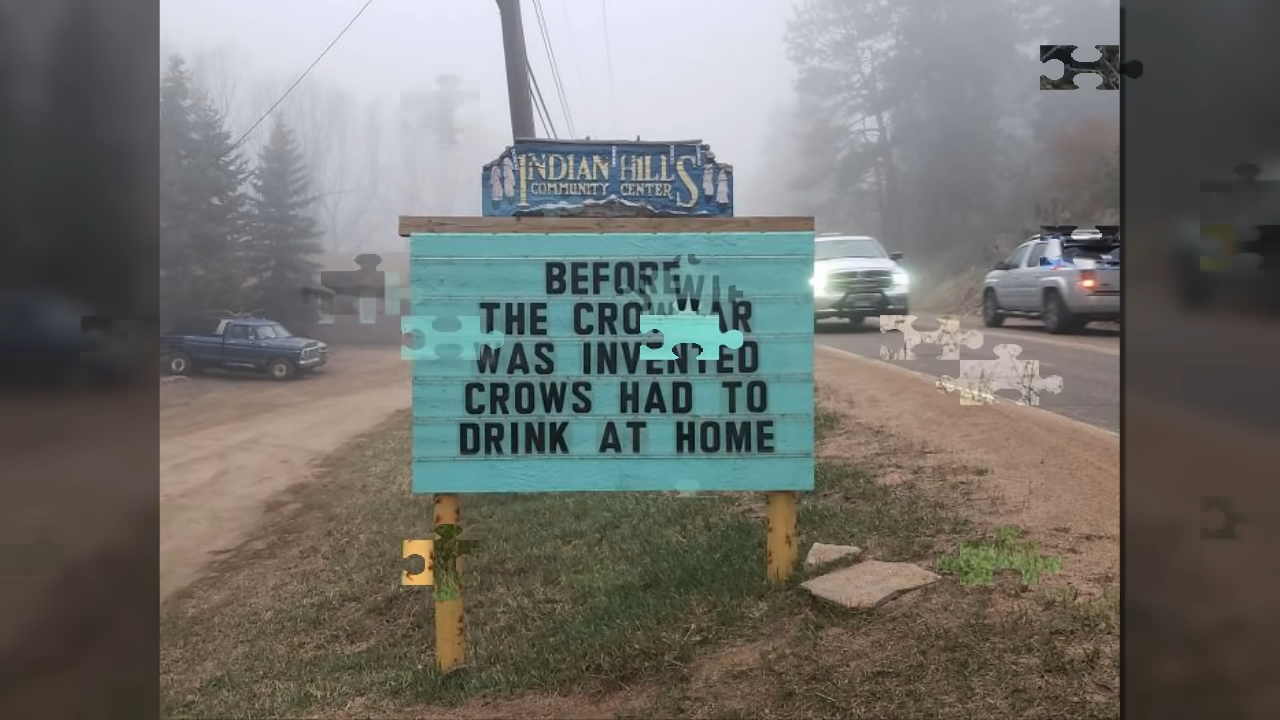 INDIAN HILLS
COMMUNITY CENTER
BEFORE
THE CROWBAR
WAS INVENTED
CROWS HAD TO
DRINK AT HOME